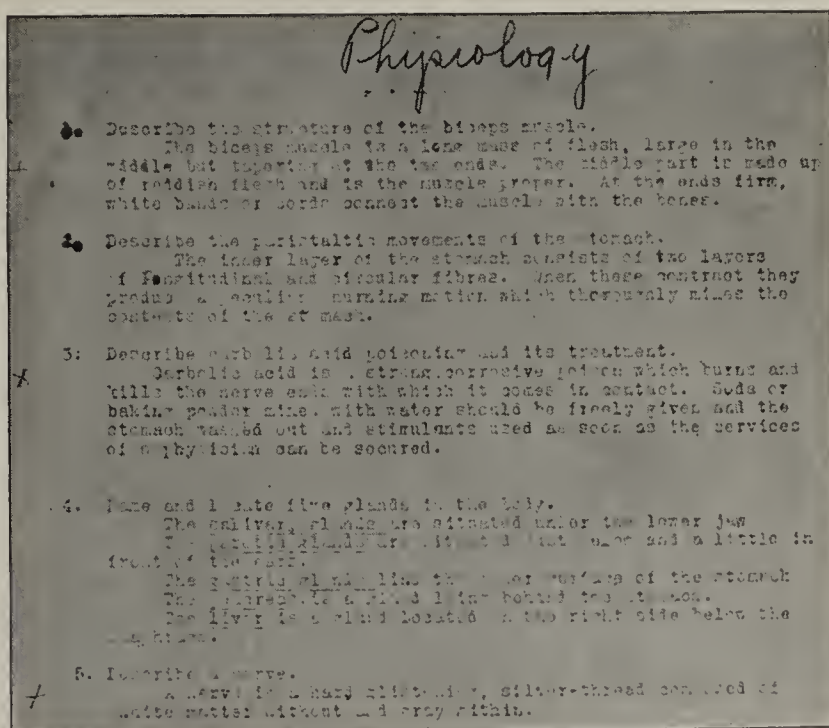 Physiology
1. Describe the structure of the biceps muscle.
The biceps muscle is a long mass of flesh, large in the
middle but tapering at the two ends. The middle part is made up
of reddish flesh and is the muscle proper. At the ends firm,
white bands or cords connect the muscle with the bones.
2. Describe the peristaltic movements of the stomach.
The inner layer of the stomach consists of two layers
of longitudinal and circular fibres. When these contract they
produce a peculiar churning motion which thoroughly mixes the
contents of the stomach.
3: Describe carbolic acid poisoning and its treatment.
Carbolic acid is a strong corrosive poison which burns and
kills the nerve ends with which it comes in contact. Soda or
baking powder mixed with water should be freely given and the
stomach washed out and stimulants used as soon as the services
of a physician can be secured.
4. Name and locate five glands in the body.
The salivary glands are situated under the lower jaw
The parotid glands are situated just below and a little in
front of the ears.
The gastric glands line the inner surface of the stomach
The is a gland lying behind the stomach.
The liver is a gland located on the right side below the
5. Describe a nerve.
A nerve is a hard glistening, silver-thread composed of
white matter without and gray within.